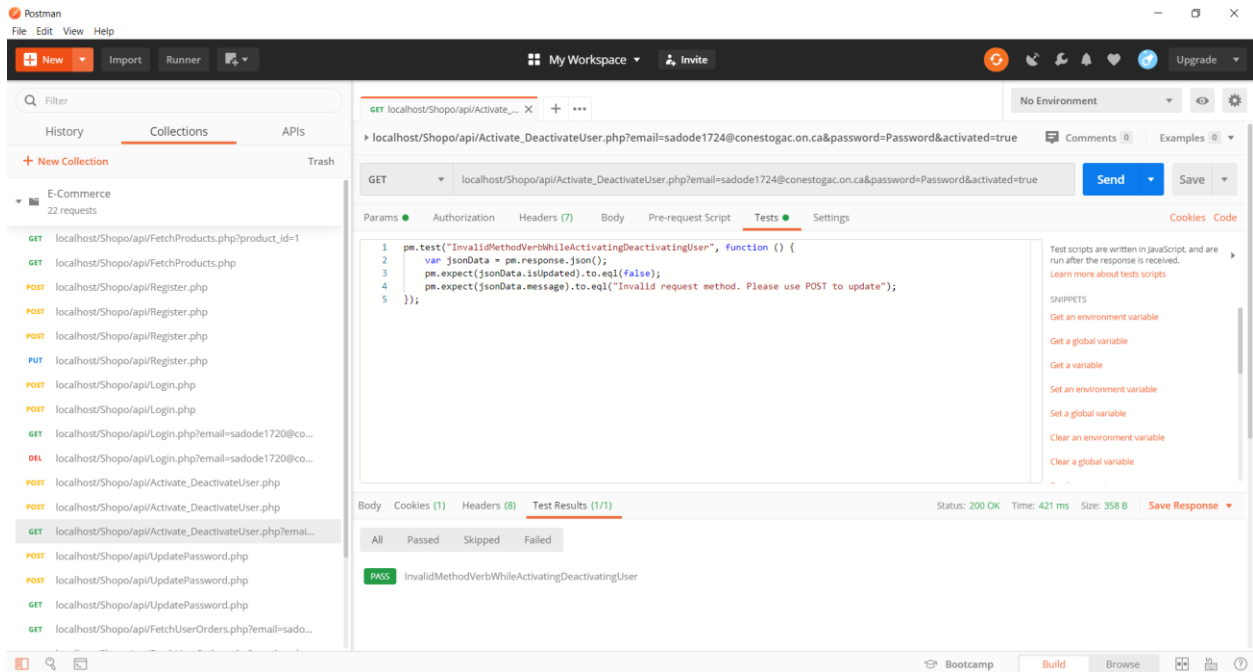 Postman
File Edit View Help
New Import Runner My Workspace Invite Upgrade
Filter
History Collections APIs
+ New Collection Trash
E-Commerce
22 requests
GET localhost/Shopo/api/FetchProducts.php?product_id=1
GET localhost/Shopo/api/FetchProducts.php
POST localhost/Shopo/api/Register.php
POST localhost/Shopo/api/Register.php
POST localhost/Shopo/api/Register.php
PUT localhost/Shopo/api/Register.php
POST localhost/Shopo/api/Login.php
POST localhost/Shopo/api/Login.php
GET localhost/Shopo/api/Login.php?email=sadode1720@co...
DEL localhost/Shopo/api/Login.php?email=sadode1720@co...
POST localhost/Shopo/api/Activate_DeactivateUser.php
POST localhost/Shopo/api/Activate_DeactivateUser.php
GET localhost/Shopo/api/Activate_DeactivateUser.php?emai...
POST localhost/Shopo/api/UpdatePassword.php
POST localhost/Shopo/api/UpdatePassword.php
GET localhost/Shopo/api/UpdatePassword.php
GET localhost/Shopo/api/FetchUserOrders.php?email=sado...
GET localhost/Shopo/api/Activate_... X + ...
No Environment
localhost/Shopo/api/Activate_DeactivateUser.php?email=sadode1724@conestogac.on.ca&password=Password&activated=true Comments 0 Examples 0
GET localhost/Shopo/api/Activate_DeactivateUser.php?email=sadode1724@conestogac.on.ca&password=Password&activated=true Send Save
Params Authorization Headers (7) Body Pre-request Script Tests Settings Cookies Code
1 pm.test("InvalidMethodVerbWhileActivatingDeactivatingUser", function () {
2 var jsonData = pm.response.json();
3 pm.expect(jsonData.isUpdated).to.eql(false);
4 pm.expect(jsonData.message).to.eql("Invalid request method. Please use POST to update");
5 });
Test scripts are written in JavaScript, and are
run after the response is received.
Learn more about tests scripts
SNIPPETS
Get an environment variable
Get a global variable
Get a variable
Set an environment variable
Set a global variable
Clear an environment variable
Clear a global variable
Body Cookies (1) Headers (8) Test Results (1/1) Status: 200 OK Time: 421 ms Size: 358 B Save Response
All Passed Skipped Failed
PASS InvalidMethodVerbWhileActivatingDeactivatingUser
Bootcamp Build Browse